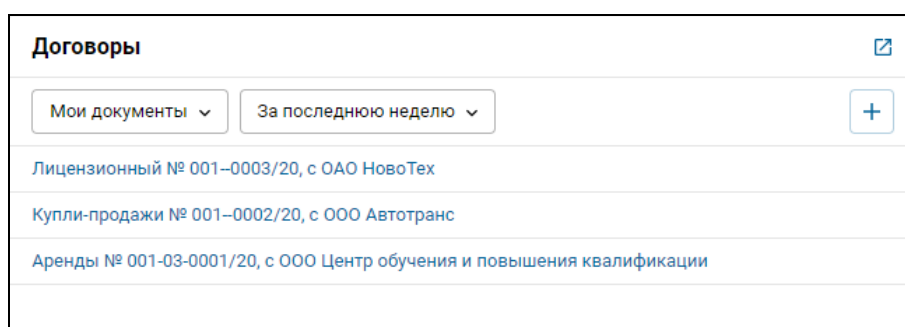 Договоры
Мои документы За последнюю неделю +
Лицензионный № 001--0003/20, с ОАО НовоТех
Купли-продажи № 001--0002/20, с ООО Автотранс
Аренды № 001-03-0001/20, с ООО Центр обучения и повышения квалификации